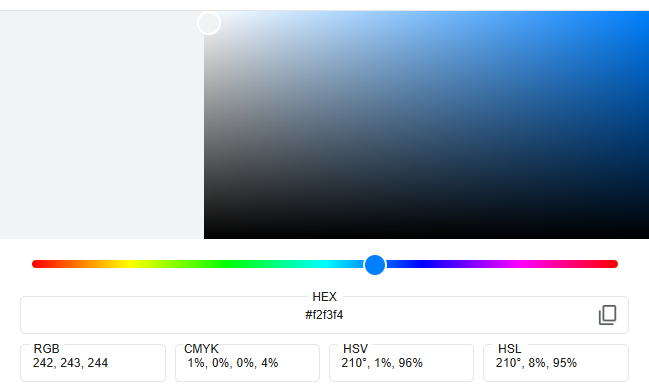 HEX
#f2f3f4
RGB
242, 243, 244
CMYK
1%, 0%, 0%, 4%
HSV
210°, 1%, 96%
HSL
210°, 8%, 95%